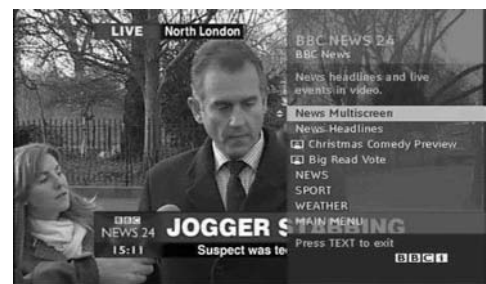 LIVE North London
BBC NEWS 24
BBC News
News headlines and live
events in video.
News Multiscreen
News Headlines
Christmas Comedy Preview
Big Read Vote
NEWS
SPORT
WEATHER
MAIN MENU
Press TEXT to exit
BBC 1
BBC
NEWS 24
15:11
JOGGER STABBING
Suspect was